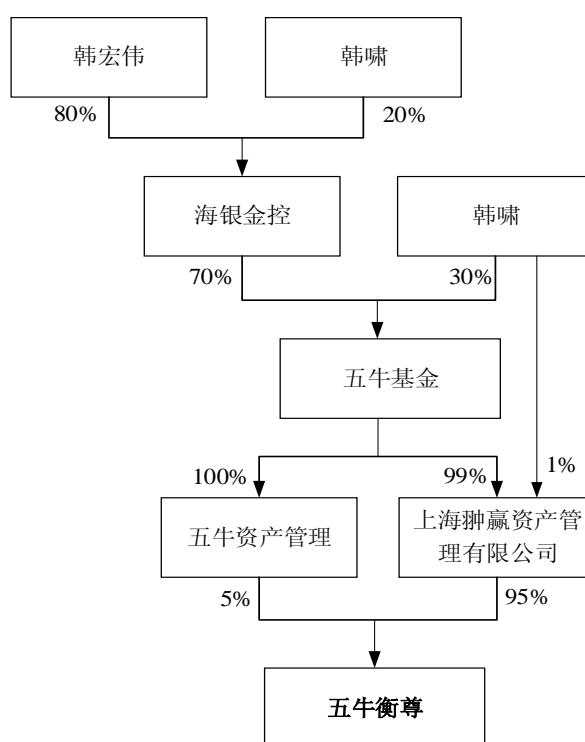 韩宏伟
韩啸
80%
20%
海银金控
韩啸
70%
30%
五牛基金
100%
99%
1%
五牛资产管理
上海翀赢资产管
理有限公司
5%
95%
五牛衡尊